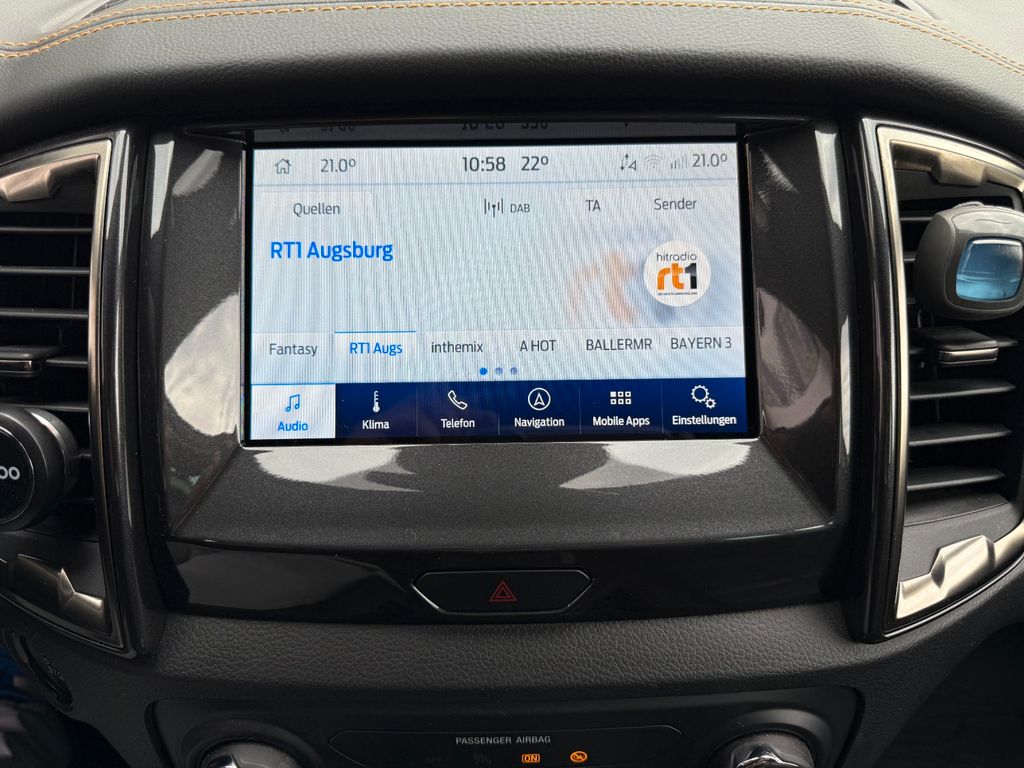 21.0° 10:58 22° 21.0°
Quellen DAB TA Sender
RT1 Augsburg
hitradio
rt1
Fantasy RT1 Augs inthemix A HOT BALLERMR BAYERN 3
Audio Klima Telefon Navigation Mobile Apps Einstellungen
PASSENGER AIRBAG
ON